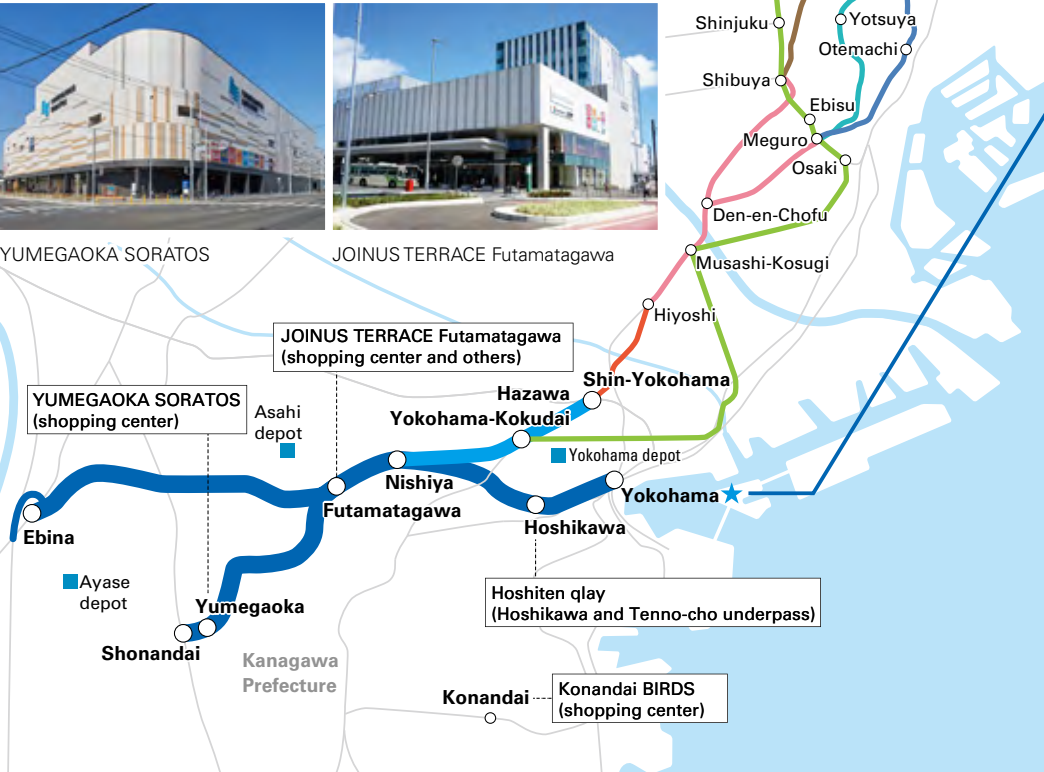 YUMEGAOKA SORATOS
JOINUS TERRACE Futamatagawa
Shinjuku
Yotsuya
Otemachi
Shibuya
Ebisu
Meguro
Osaki
Den-en-Chofu
Musashi-Kosugi
Hiyoshi
JOINUS TERRACE Futamatagawa
(shopping center and others)
Shin-Yokohama
Hazawa
Yokohama-Kokudai
YUMEGAOKA SORATOS
(shopping center)
Asahi
depot
Yokohama depot
Nishiya
Yokohama
Futamatagawa
Hoshikawa
Ebina
Ayase
depot
Hoshiten qlay
(Hoshikawa and Tenno-cho underpass)
Yumegaoka
Shonandai
Kanagawa
Prefecture
Konandai
Konandai BIRDS
(shopping center)